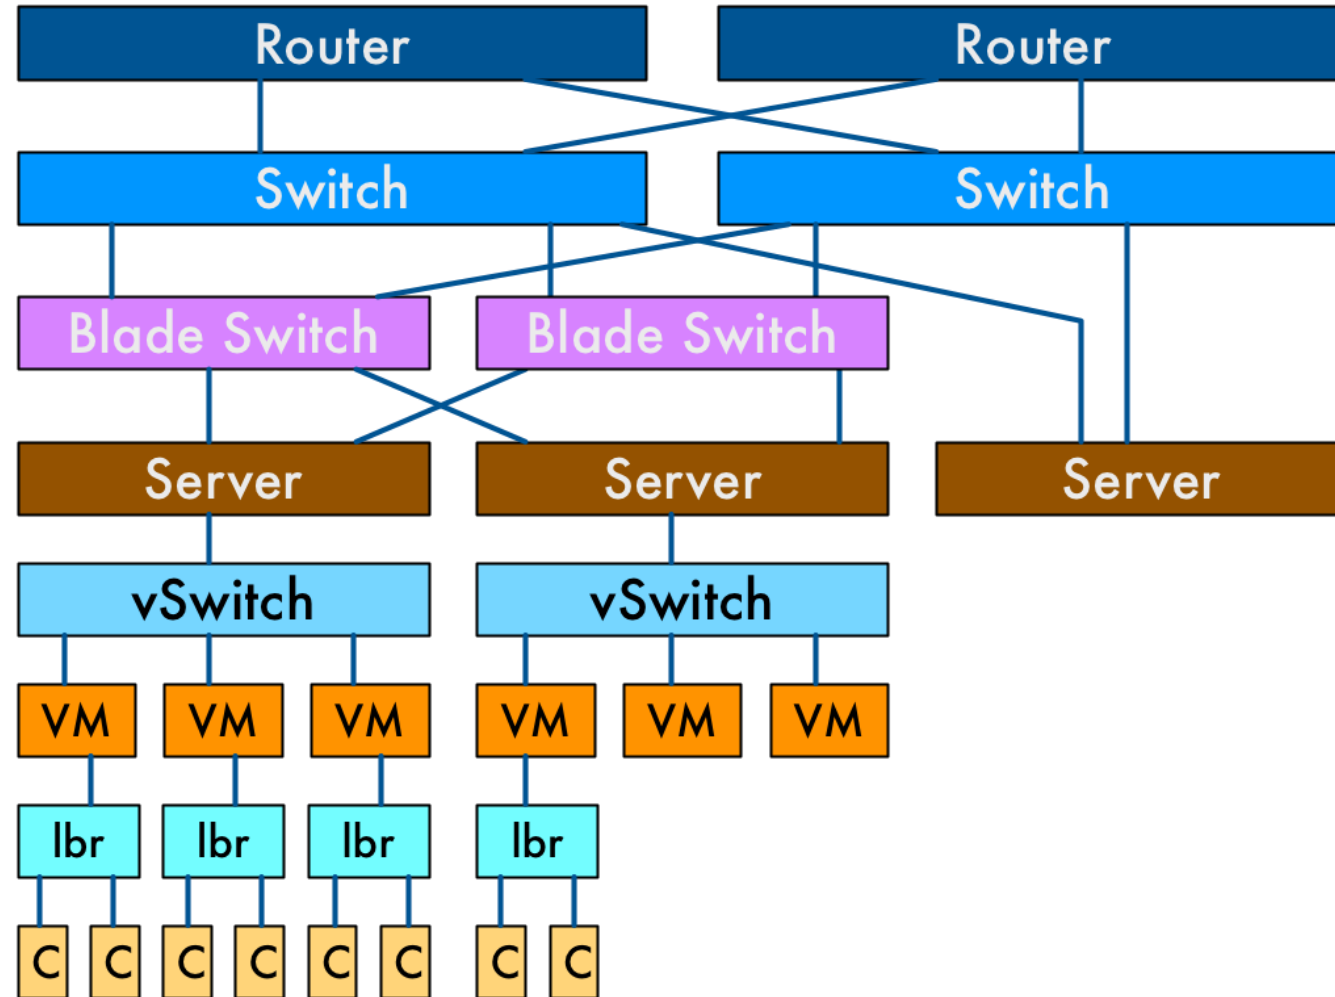 Router
Router
Switch
Switch
Blade Switch
Blade Switch
Server
Server
Server
vSwitch
vSwitch
VM
VM
VM
VM
VM
VM
lbr
lbr
lbr
lbr
C
C
C
C
C
C
C
C